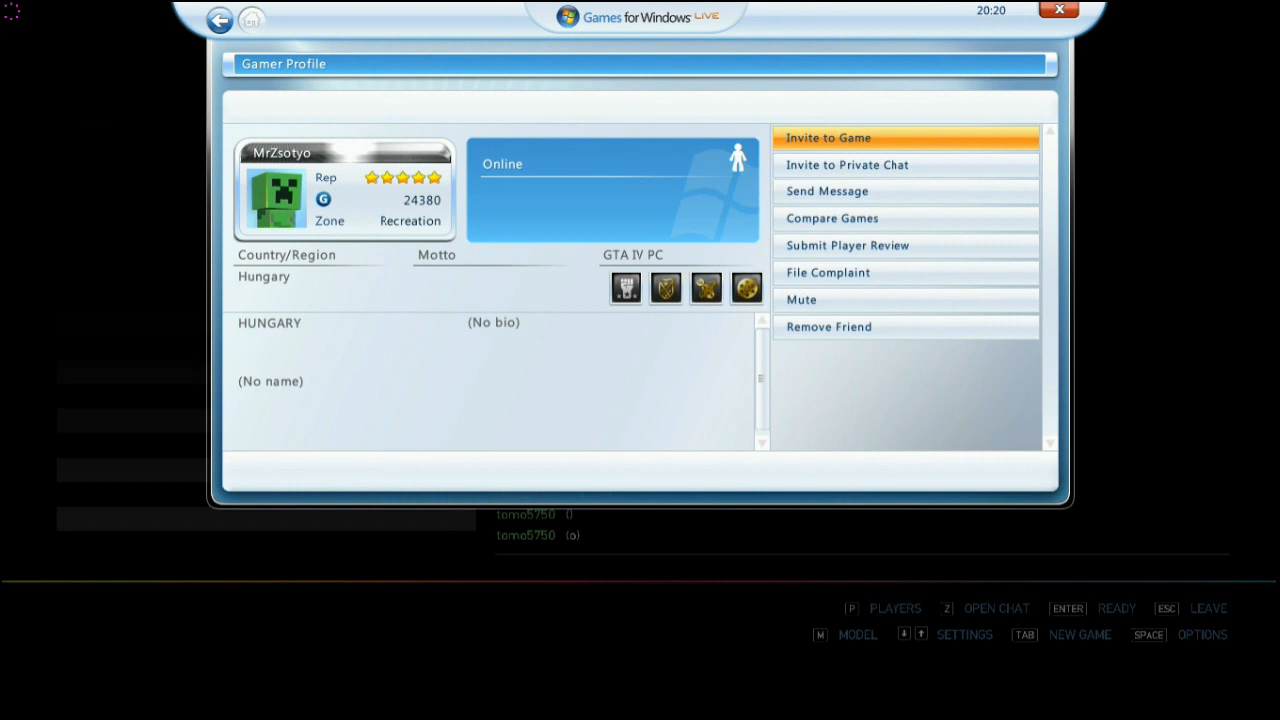 Games for Windows LIVE
20:20
Gamer Profile
MrZsotyo
Rep
G 24380
Zone Recreation
Online
Country/Region
Hungary
Motto
GTA IV PC
HUNGARY
(No bio)
(No name)
Invite to Game
Invite to Private Chat
Send Message
Compare Games
Submit Player Review
File Complaint
Mute
Remove Friend
tomo5750 ()
tomo5750 (o)
P PLAYERS Z OPEN CHAT ENTER READY ESC LEAVE
M MODEL SETTINGS TAB NEW GAME SPACE OPTIONS